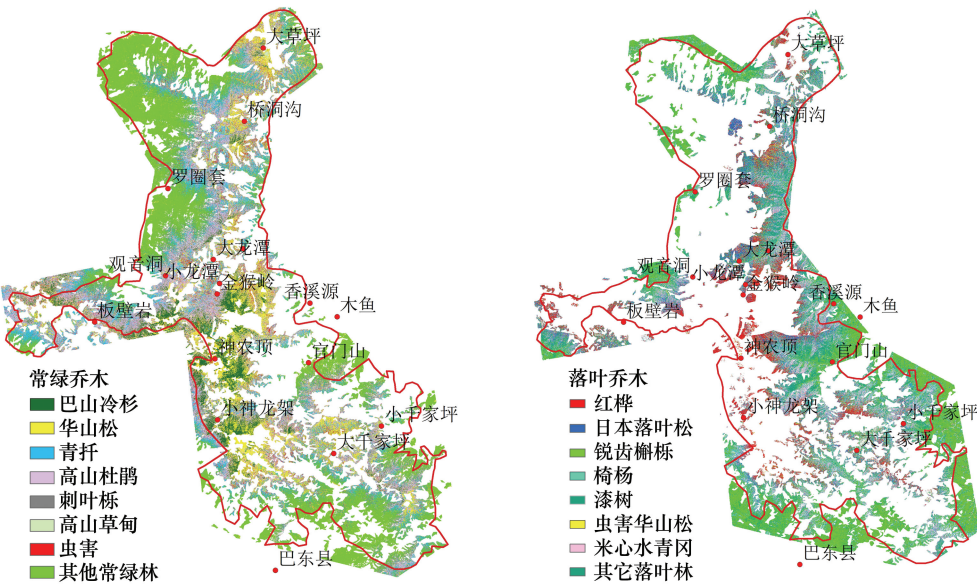 大草坪
桥洞沟
罗圈套
大龙潭
观音洞
小龙潭
金猴岭
香溪源
木鱼
板壁岩
神农顶
官门山
小神龙架
小千家坪
大千家坪
巴东县
常绿乔木
巴山冷杉
华山松
青扦
高山杜鹃
刺叶栎
高山草甸
虫害
其他常绿林
大草坪
桥洞沟
罗圈套
大龙潭
观音洞
小龙潭
金猴岭
香溪源
木鱼
板壁岩
神农顶
官门山
小神龙架
小千家坪
大千家坪
巴东县
落叶乔木
红桦
日本落叶松
锐齿槲栎
椅杨
漆树
虫害华山松
米心水青冈
其它落叶林